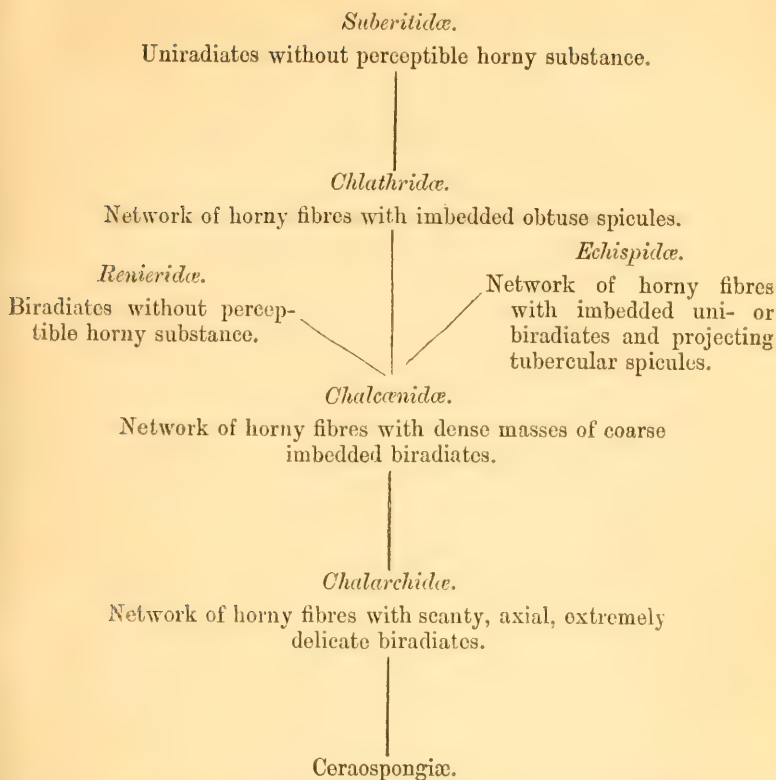 Suberitidæ.
Uniradiates without perceptible horny substance.
Chlathridæ.
Network of horny fibres with imbedded obtuse spicules.
Renieridæ.
Biradiates without percep-
tible horny substance.
Echispidæ.
Network of horny fibres
with imbedded uni- or
biradiates and projecting
tubercular spicules.
Chalcænidæ.
Network of horny fibres with dense masses of coarse
imbedded biradiates.
Chalarchidæ.
Network of horny fibres with scanty, axial, extremely
delicate biradiates.
Ceraospongiæ.